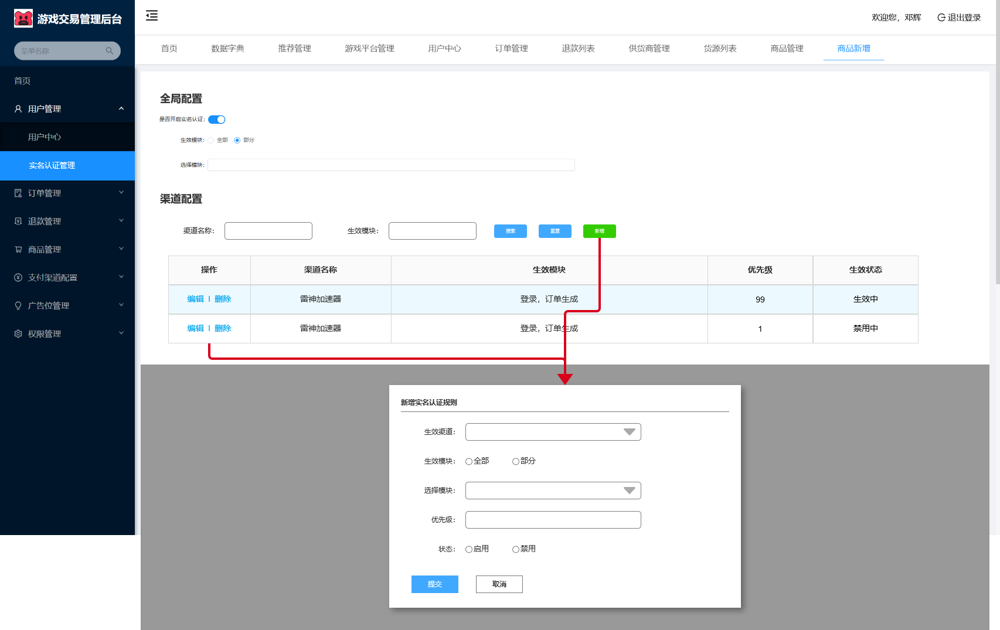 游戏交易管理后台
菜单名称
首页
用户管理
用户中心
实名认证管理
订单管理
退款管理
商品管理
支付渠道配置
广告位管理
权限管理
欢迎您，邓辉 退出登录
首页 数据字典 推荐管理 游戏平台管理 用户中心 订单管理 退款列表 供货商管理 货源列表 商品管理 商品新增
全局配置
是否开启实名认证：
生效模块： 全部 部分
选择模块：
渠道配置
渠道名称： 生效模块： 搜索 重置 新增
操作 渠道名称 生效模块 优先级 生效状态
编辑 | 删除 雷神加速器 登录，订单生成 99 生效中
编辑 | 删除 雷神加速器 登录，订单生成 1 禁用中
新增实名认证规则
生效渠道：
生效模块： 全部 部分
选择模块：
优先级：
状态： 启用 禁用
提交 取消